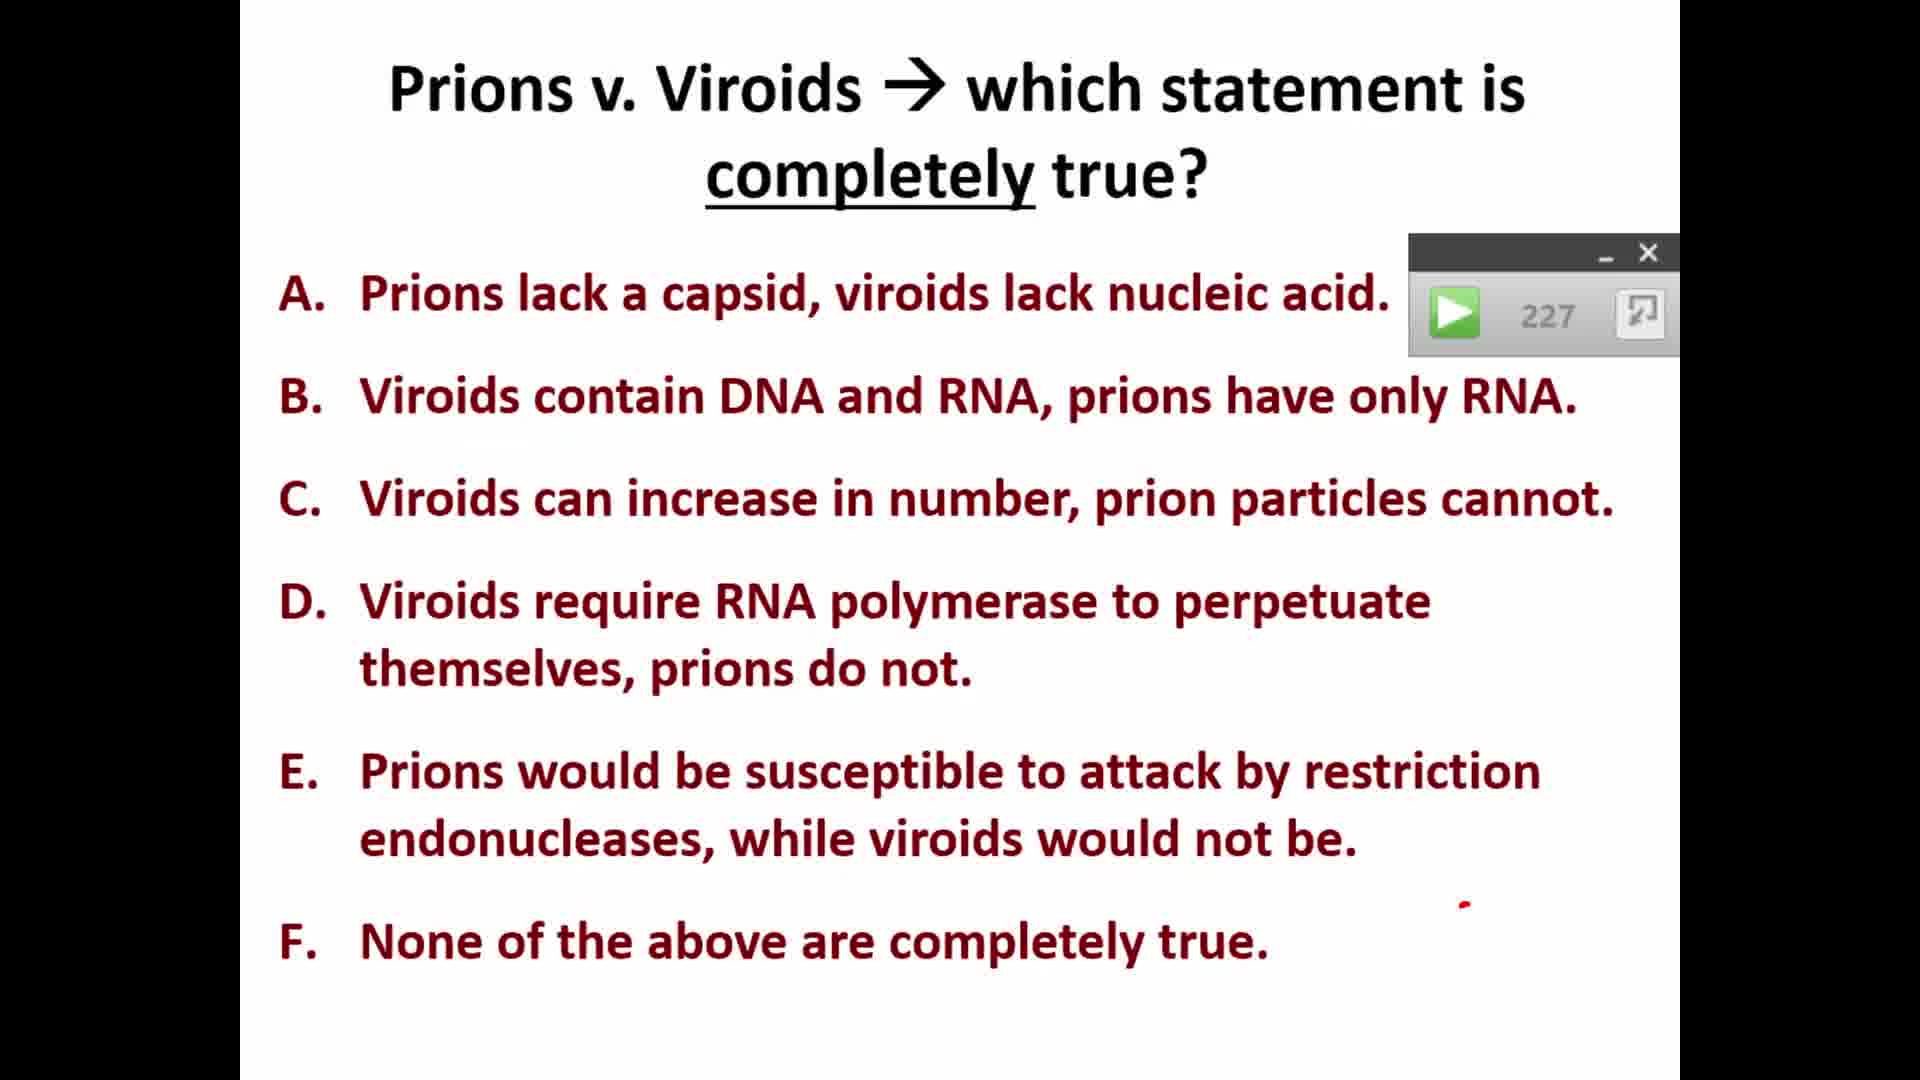 Prions v. Viroids → which statement is
completely true?
A. Prions lack a capsid, viroids lack nucleic acid.
227
B. Viroids contain DNA and RNA, prions have only RNA.
C. Viroids can increase in number, prion particles cannot.
D. Viroids require RNA polymerase to perpetuate
themselves, prions do not.
E. Prions would be susceptible to attack by restriction
endonucleases, while viroids would not be.
F. None of the above are completely true.